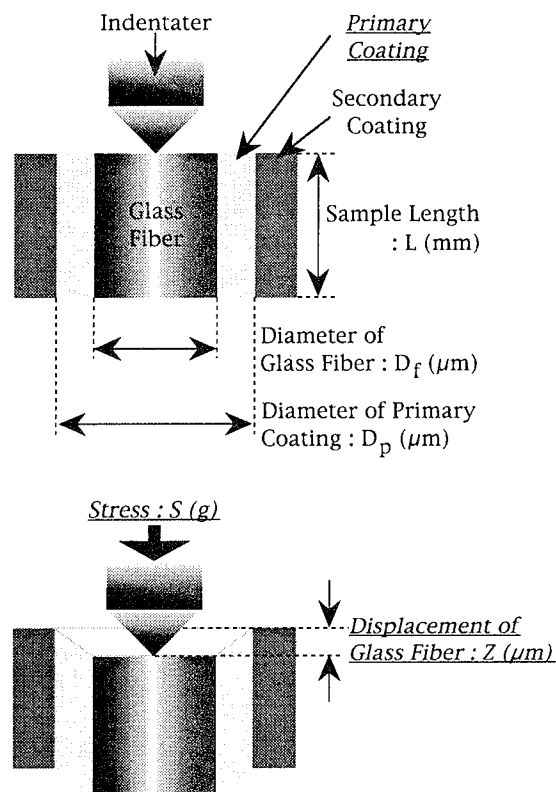 Indentater
Primary
Coating
Secondary
Coating
Glass
Fiber
Sample Length
: L (mm)
Diameter of
Glass Fiber : D_f (μm)
Diameter of Primary
Coating : D_p (μm)
Stress : S (g)
Displacement of
Glass Fiber : Z (μm)